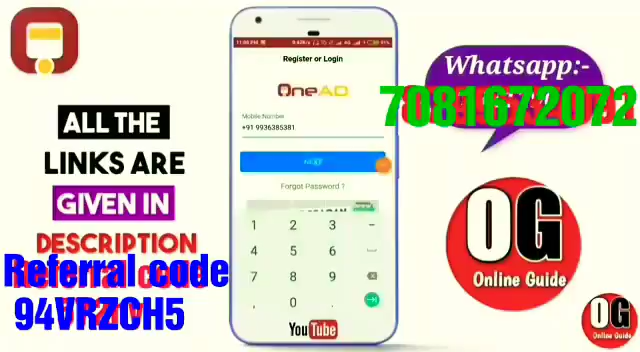 11:08 PM
Register or Login
OneAD
Mobile Number
+91 9936385381
NEXT
Forgot Password ?
1 2 3 –
4 5 6
7 8 9
, 0 .
YouTube
ALL THE
LINKS ARE
GIVEN IN
DESCRIPTION
Referral code
94VRZCH5
Whatsapp:-
7081672072
OG
Online Guide
OG
Online Guide